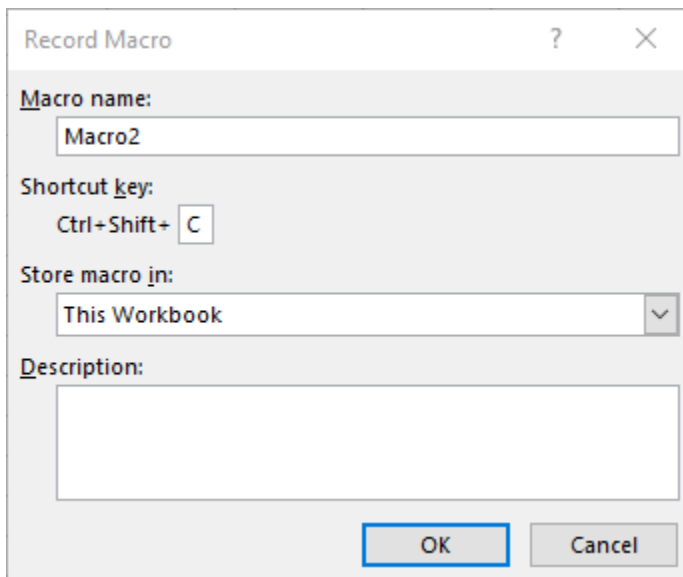 Record Macro ?
Macro name:
Macro2
Shortcut key:
Ctrl+Shift+ C
Store macro in:
This Workbook
Description:
OK Cancel